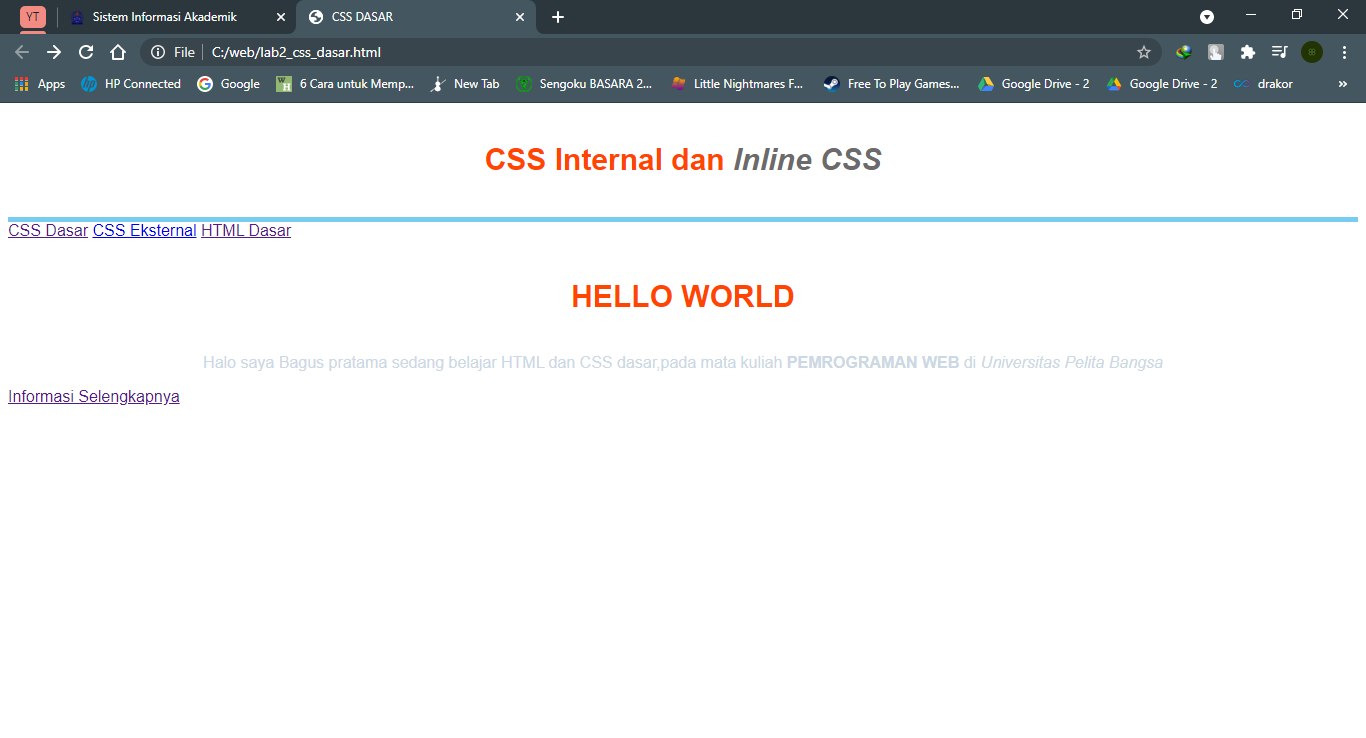 YT Sistem Informasi Akademik CSS DASAR
File C:/web/lab2_css_dasar.html
Apps HP Connected Google 6 Cara untuk Memp... New Tab Sengoku BASARA 2... Little Nightmares F... Free To Play Games... Google Drive - 2 Google Drive - 2 drakor »
CSS Internal dan Inline CSS
CSS Dasar CSS Eksternal HTML Dasar
HELLO WORLD
Halo saya Bagus pratama sedang belajar HTML dan CSS dasar,pada mata kuliah PEMROGRAMAN WEB di Universitas Pelita Bangsa
Informasi Selengkapnya